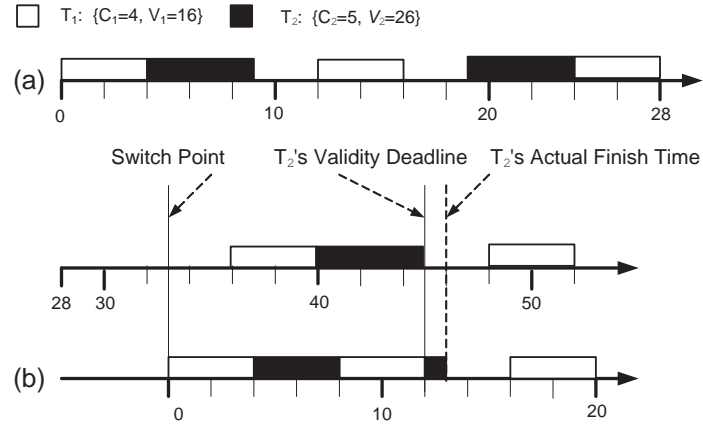 T₁: {C₁=4, V₁=16} T₂: {C₂=5, V₂=26}
(a)
0 10 20 28
Switch Point T₂'s Validity Deadline T₂'s Actual Finish Time
28 30 40 50
(b)
0 10 20